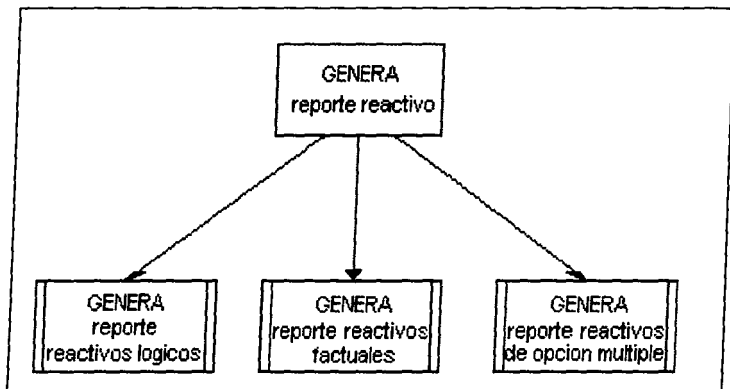 GENERA
reporte reactivo
GENERA
reporte
reactivos logicos
GENERA
reporte reactivos
factuales
GENERA
reporte reactivos
de opcion multiple